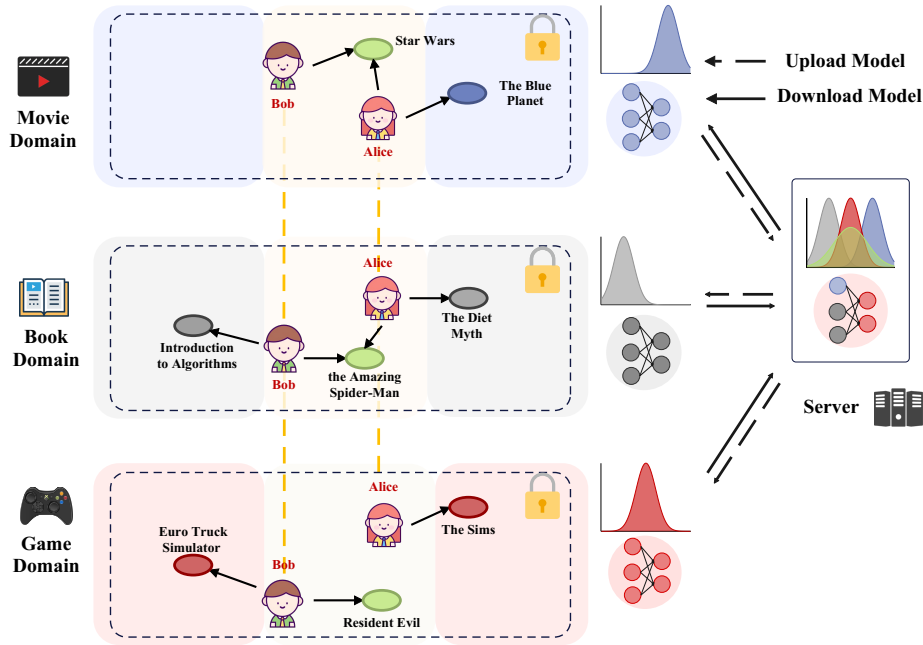 Movie
Domain
Star Wars
Bob
The Blue
Planet
Alice
Upload Model
Download Model
Book
Domain
Alice
Introduction
to Algorithms
Bob
The Diet
Myth
the Amazing
Spider-Man
Server
Game
Domain
Alice
Euro Truck
Simulator
The Sims
Bob
Resident Evil